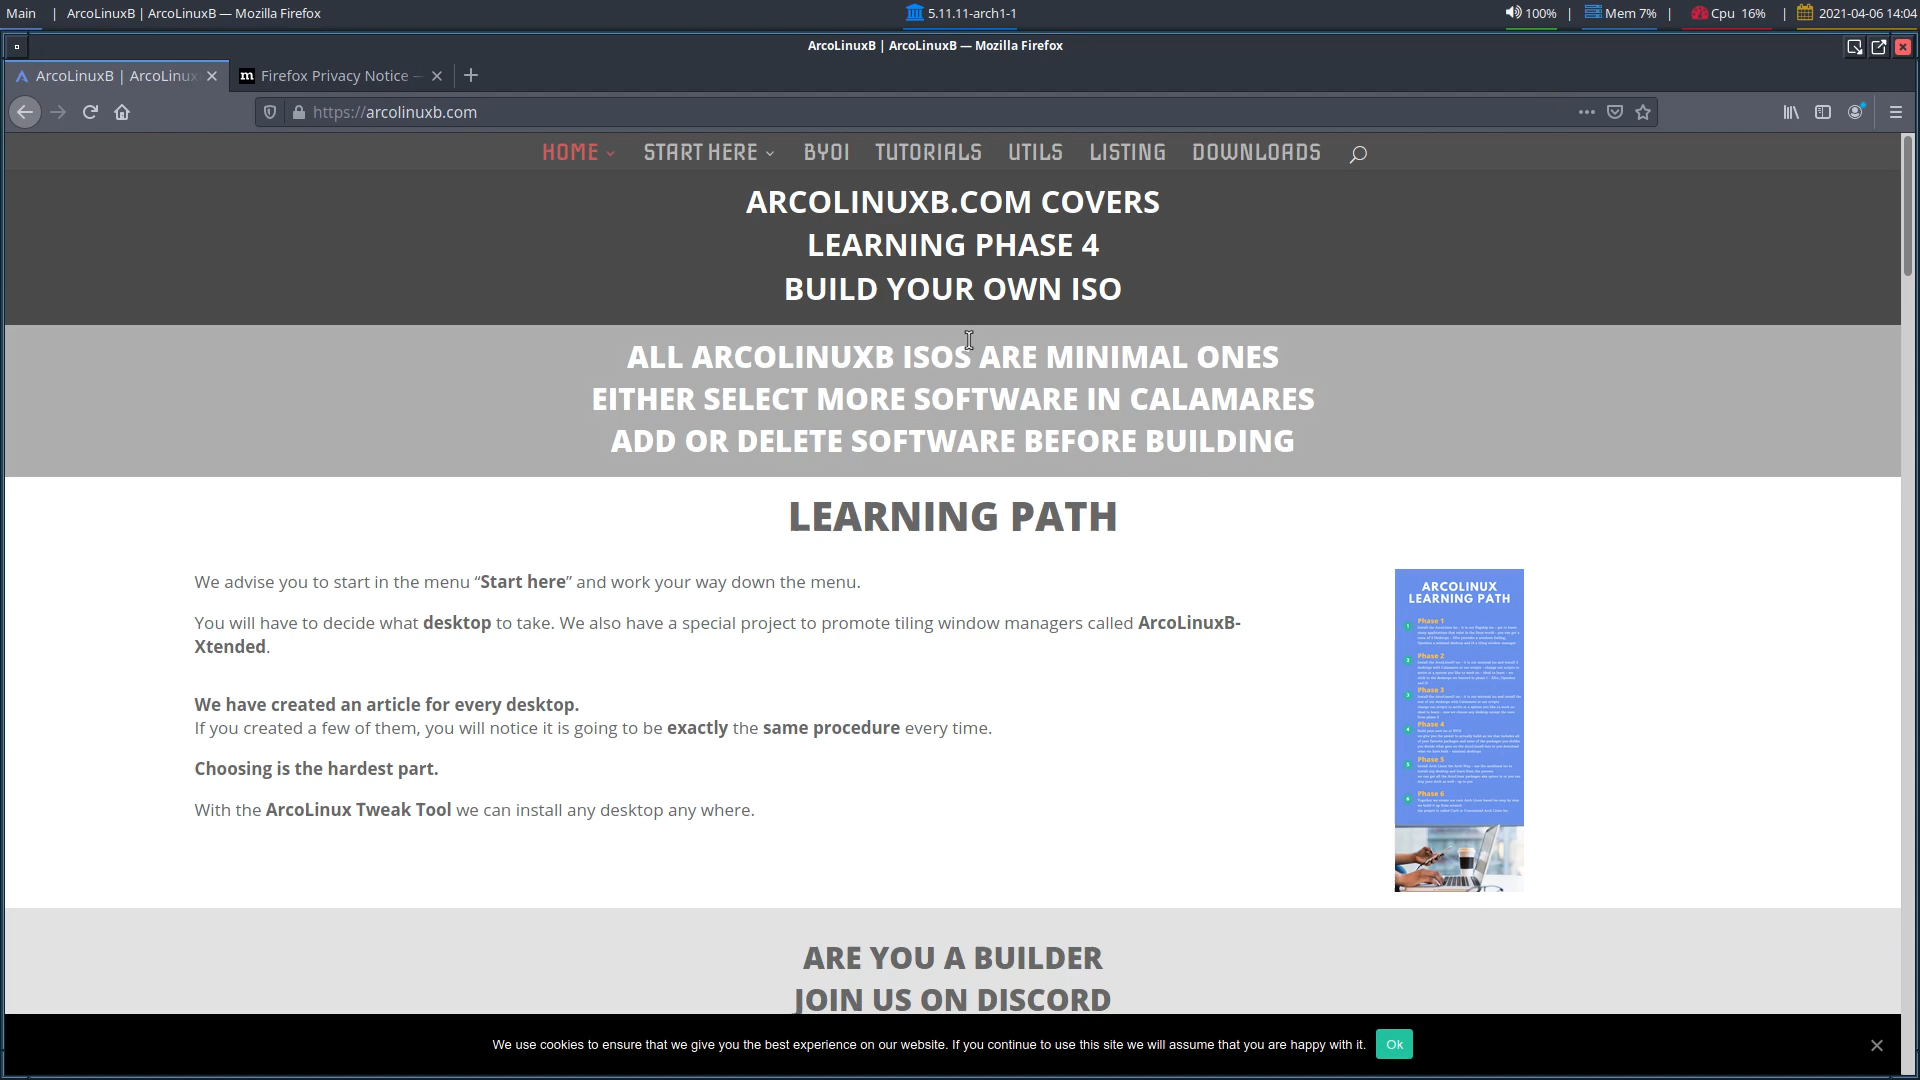 Main | ArcoLinuxB | ArcoLinuxB — Mozilla Firefox
5.11.11-arch1-1
100% | Mem 7% | Cpu 16% | 2021-04-06 14:04
ArcoLinuxB | ArcoLinuxB — Mozilla Firefox
ArcoLinuxB | ArcoLinux
Firefox Privacy Notice —
https://arcolinuxb.com
HOME START HERE BYOI TUTORIALS UTILS LISTING DOWNLOADS
ARCOLINUXB.COM COVERS
LEARNING PHASE 4
BUILD YOUR OWN ISO
ALL ARCOLINUXB ISOS ARE MINIMAL ONES
EITHER SELECT MORE SOFTWARE IN CALAMARES
ADD OR DELETE SOFTWARE BEFORE BUILDING
LEARNING PATH
We advise you to start in the menu “Start here” and work your way down the menu.
You will have to decide what desktop to take. We also have a special project to promote tiling window managers called ArcoLinuxB-
Xtended.
We have created an article for every desktop.
If you created a few of them, you will notice it is going to be exactly the same procedure every time.
Choosing is the hardest part.
With the ArcoLinux Tweak Tool we can install any desktop any where.
ARCOLINUX
LEARNING PATH
1 Phase 1
2 Phase 2
3 Phase 3
4 Phase 4
5 Phase 5
6 Phase 6
ARE YOU A BUILDER
JOIN US ON DISCORD
We use cookies to ensure that we give you the best experience on our website. If you continue to use this site we will assume that you are happy with it. Ok